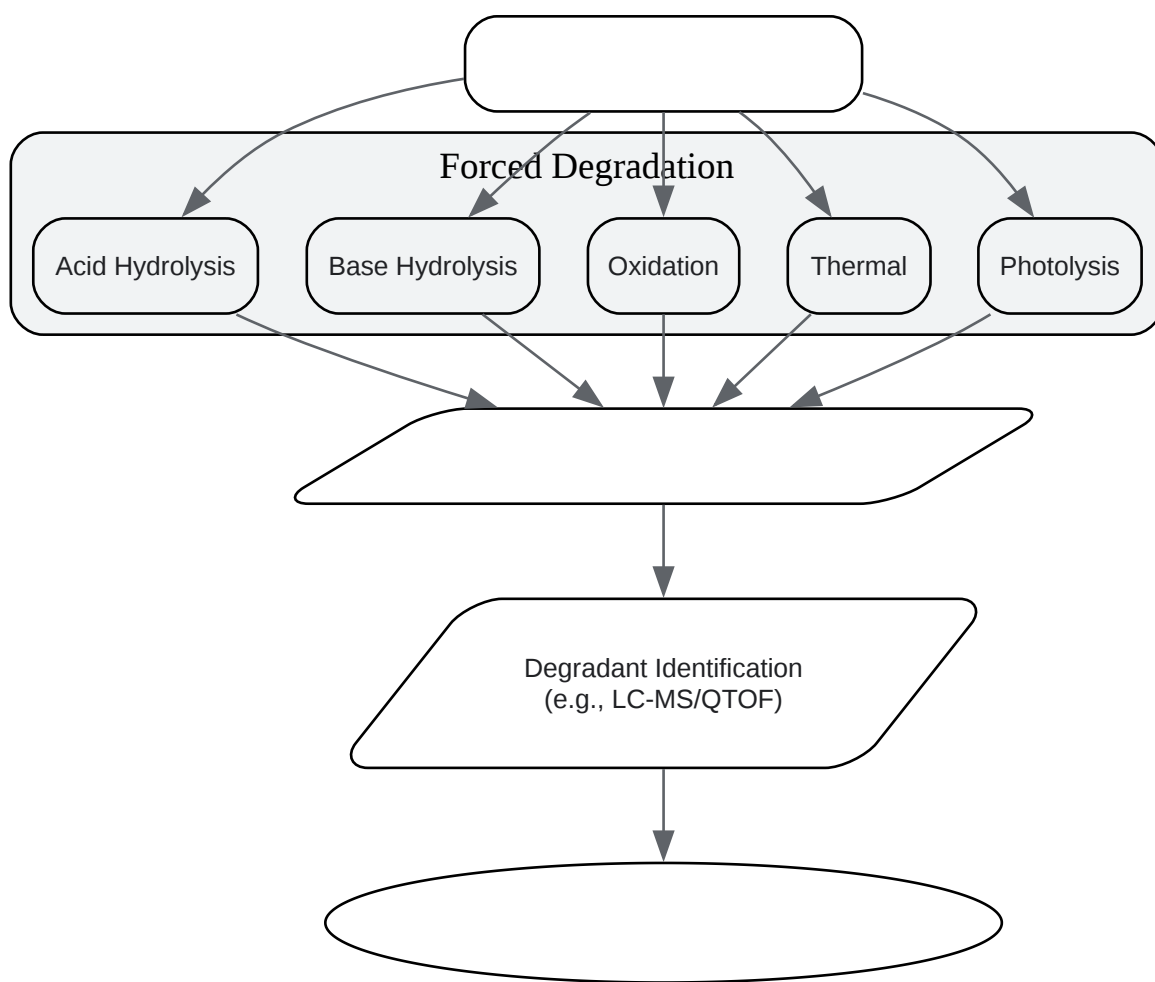 Forced Degradation
Acid Hydrolysis
Base Hydrolysis
Oxidation
Thermal
Photolysis
Degradant Identification
(e.g., LC-MS/QTOF)